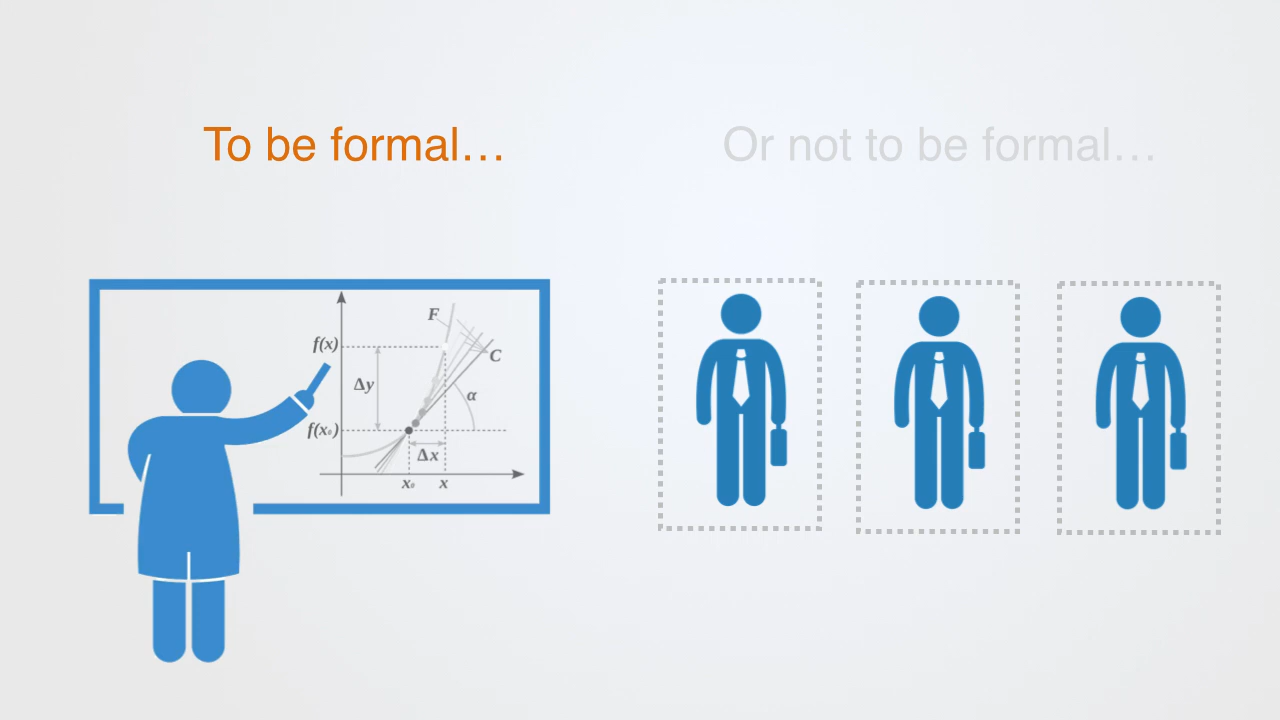 To be formal…
Or not to be formal…
F
f(x)
C
Δy
α
f(x₀)
Δx
x₀
x